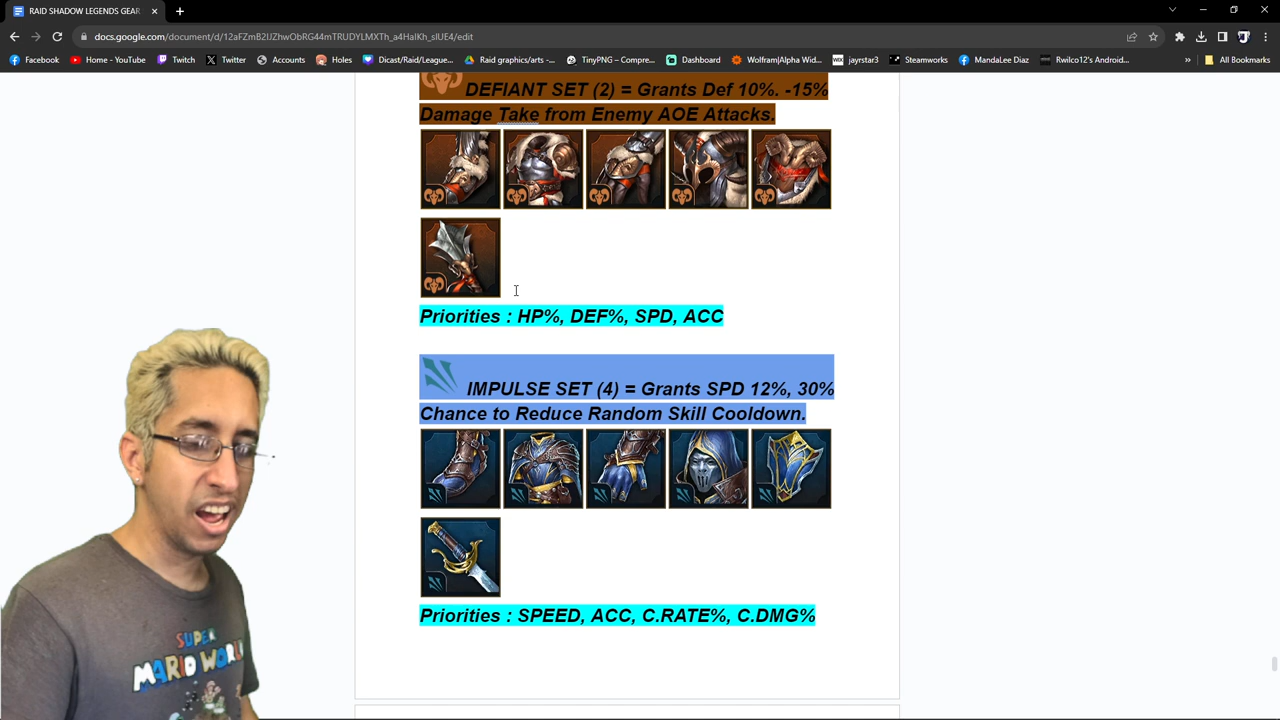 RAID SHADOW LEGENDS GEAR
docs.google.com/document/d/12aFZmB2IJZhwObRG44mTRUDYLMXTh_a4HaIKh_sIUE4/edit
Facebook Home - YouTube Twitch Twitter Accounts Holes Dicast/Raid/League... Raid graphics/arts -... TinyPNG – Compre... Dashboard Wolfram|Alpha Wid... WIX jayrstar3 Steamworks MandaLee Diaz Rwilco12's Android... » All Bookmarks
DEFIANT SET (2) = Grants Def 10%. -15%
Damage Take from Enemy AOE Attacks.
Priorities : HP%, DEF%, SPD, ACC
IMPULSE SET (4) = Grants SPD 12%, 30%
Chance to Reduce Random Skill Cooldown.
Priorities : SPEED, ACC, C.RATE%, C.DMG%
SUPER
MARIO WORLD